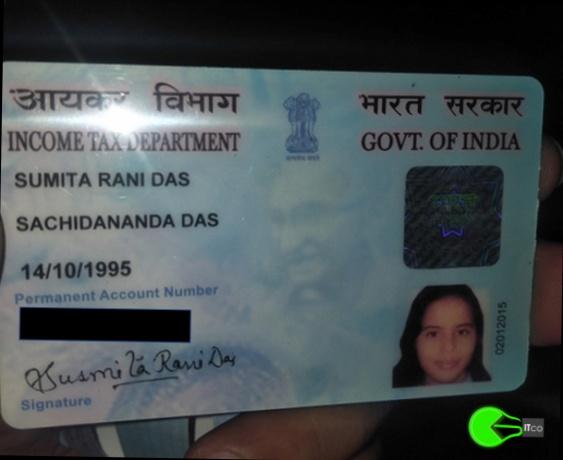 आयकर विभाग
भारत सरकार
INCOME TAX DEPARTMENT
GOVT. OF INDIA
SUMITA RANI DAS
SACHIDANANDA DAS
14/10/1995
Permanent Account Number
02012015
Susmita Rani Das
Signature
ITco